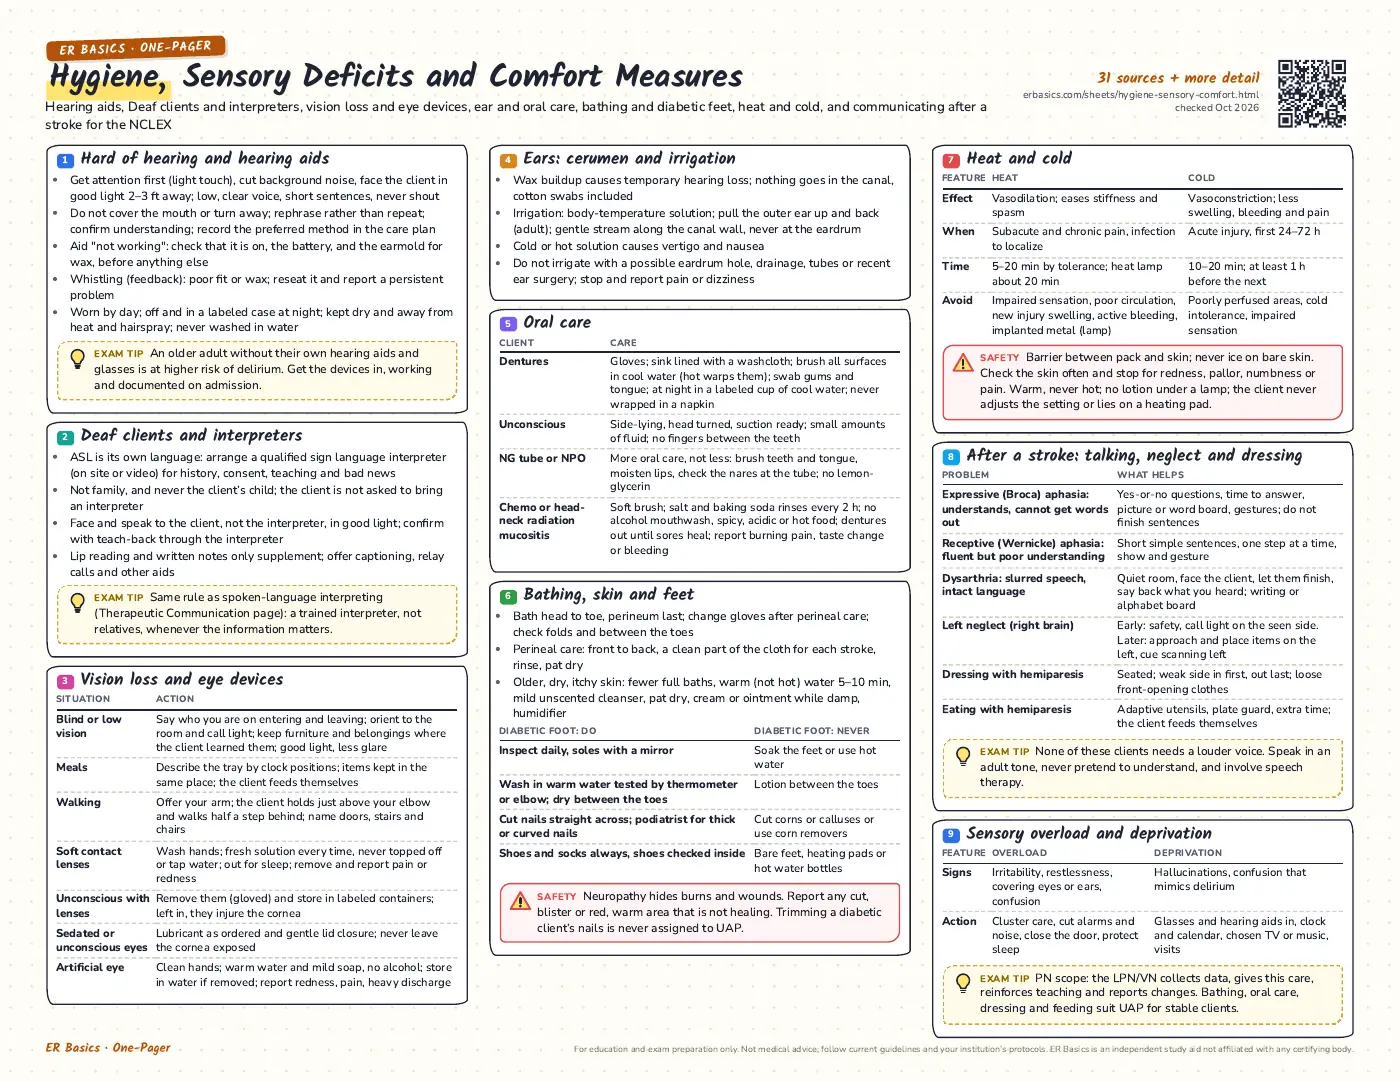 ER BASICS · ONE-PAGER
Hygiene, Sensory Deficits and Comfort Measures
Hearing aids, Deaf clients and interpreters, vision loss and eye devices, ear and oral care, bathing and diabetic feet, heat and cold, and communicating after a
stroke for the NCLEX
31 sources + more detail
erbasics.com/sheets/hygiene-sensory-comfort.html
checked Oct 2026
1 Hard of hearing and hearing aids
• Get attention first (light touch), cut background noise, face the client in
good light 2–3 ft away; low, clear voice, short sentences, never shout
• Do not cover the mouth or turn away; rephrase rather than repeat;
confirm understanding; record the preferred method in the care plan
• Aid "not working": check that it is on, the battery, and the earmold for
wax, before anything else
• Whistling (feedback): poor fit or wax; reseat it and report a persistent
problem
• Worn by day; off and in a labeled case at night; kept dry and away from
heat and hairspray; never washed in water
EXAM TIP An older adult without their own hearing aids and
glasses is at higher risk of delirium. Get the devices in, working
and documented on admission.
2 Deaf clients and interpreters
• ASL is its own language: arrange a qualified sign language interpreter
(on site or video) for history, consent, teaching and bad news
• Not family, and never the client's child; the client is not asked to bring
an interpreter
• Face and speak to the client, not the interpreter, in good light; confirm
with teach-back through the interpreter
• Lip reading and written notes only supplement; offer captioning, relay
calls and other aids
EXAM TIP Same rule as spoken-language interpreting
(Therapeutic Communication page): a trained interpreter, not
relatives, whenever the information matters.
3 Vision loss and eye devices
SITUATION ACTION
Blind or low vision Say who you are on entering and leaving; orient to the
room and call light; keep furniture and belongings where
the client learned them; good light, less glare
Meals Describe the tray by clock positions; items kept in the
same place; the client feeds themselves
Walking Offer your arm; the client holds just above your elbow
and walks half a step behind; name doors, stairs and
chairs
Soft contact lenses Wash hands; fresh solution every time, never topped off
or tap water; out for sleep; remove and report pain or
redness
Unconscious with lenses Remove them (gloved) and store in labeled containers;
left in, they injure the cornea
Sedated or unconscious eyes Lubricant as ordered and gentle lid closure; never leave
the cornea exposed
Artificial eye Clean hands; warm water and mild soap, no alcohol; store
in water if removed; report redness, pain, heavy discharge
4 Ears: cerumen and irrigation
• Wax buildup causes temporary hearing loss; nothing goes in the canal,
cotton swabs included
• Irrigation: body-temperature solution; pull the outer ear up and back
(adult); gentle stream along the canal wall, never at the eardrum
• Cold or hot solution causes vertigo and nausea
• Do not irrigate with a possible eardrum hole, drainage, tubes or recent
ear surgery; stop and report pain or dizziness
5 Oral care
CLIENT CARE
Dentures Gloves; sink lined with a washcloth; brush all surfaces
in cool water (hot warps them); swab gums and
tongue; at night in a labeled cup of cool water; never
wrapped in a napkin
Unconscious Side-lying, head turned, suction ready; small amounts
of fluid; no fingers between the teeth
NG tube or NPO More oral care, not less: brush teeth and tongue,
moisten lips, check the nares at the tube; no lemon-
glycerin
Chemo or head-neck radiation mucositis Soft brush; salt and baking soda rinses every 2 h; no
alcohol mouthwash, spicy, acidic or hot food; dentures
out until sores heal; report burning pain, taste change
or bleeding
6 Bathing, skin and feet
• Bath head to toe, perineum last; change gloves after perineal care;
check folds and between the toes
• Perineal care: front to back, a clean part of the cloth for each stroke,
rinse, pat dry
• Older, dry, itchy skin: fewer full baths, warm (not hot) water 5–10 min,
mild unscented cleanser, pat dry, cream or ointment while damp,
humidifier
DIABETIC FOOT: DO DIABETIC FOOT: NEVER
Inspect daily, soles with a mirror Soak the feet or use hot
water
Wash in warm water tested by thermometer Lotion between the toes
or elbow; dry between the toes
Cut nails straight across; podiatrist for thick Cut corns or calluses or
or curved nails use corn removers
Shoes and socks always, shoes checked inside Bare feet, heating pads or
hot water bottles
SAFETY Neuropathy hides burns and wounds. Report any cut,
blister or red, warm area that is not healing. Trimming a diabetic
client's nails is never assigned to UAP.
7 Heat and cold
FEATURE HEAT COLD
Effect Vasodilation; eases stiffness and Vasoconstriction; less
spasm swelling, bleeding and pain
When Subacute and chronic pain, infection Acute injury, first 24–72 h
to localize
Time 5–20 min by tolerance; heat lamp 10–20 min; at least 1 h
about 20 min before the next
Avoid Impaired sensation, poor circulation, Poorly perfused areas, cold
new injury swelling, active bleeding, intolerance, impaired
implanted metal (lamp) sensation
SAFETY Barrier between pack and skin; never ice on bare skin.
Check the skin often and stop for redness, pallor, numbness or
pain. Warm, never hot; no lotion under a lamp; the client never
adjusts the setting or lies on a heating pad.
8 After a stroke: talking, neglect and dressing
PROBLEM WHAT HELPS
Expressive (Broca) aphasia: Yes-or-no questions, time to answer,
understands, cannot get words picture or word board, gestures; do not
out finish sentences
Receptive (Wernicke) aphasia: Short simple sentences, one step at a time,
fluent but poor understanding show and gesture
Dysarthria: slurred speech, Quiet room, face the client, let them finish,
intact language say back what you heard; writing or
alphabet board
Left neglect (right brain) Early: safety, call light on the seen side.
Later: approach and place items on the
left, cue scanning left
Dressing with hemiparesis Seated; weak side in first, out last; loose
front-opening clothes
Eating with hemiparesis Adaptive utensils, plate guard, extra time;
the client feeds themselves
EXAM TIP None of these clients needs a louder voice. Speak in an
adult tone, never pretend to understand, and involve speech
therapy.
9 Sensory overload and deprivation
FEATURE OVERLOAD DEPRIVATION
Signs Irritability, restlessness, Hallucinations, confusion that
covering eyes or ears, mimics delirium
confusion
Action Cluster care, cut alarms and Glasses and hearing aids in, clock
noise, close the door, protect and calendar, chosen TV or music,
sleep visits
EXAM TIP PN scope: the LPN/VN collects data, gives this care,
reinforces teaching and reports changes. Bathing, oral care,
dressing and feeding suit UAP for stable clients.
ER Basics · One-Pager
For education and exam preparation only. Not medical advice; follow current guidelines and your institution's protocols. ER Basics is an independent study aid not affiliated with any certifying body.